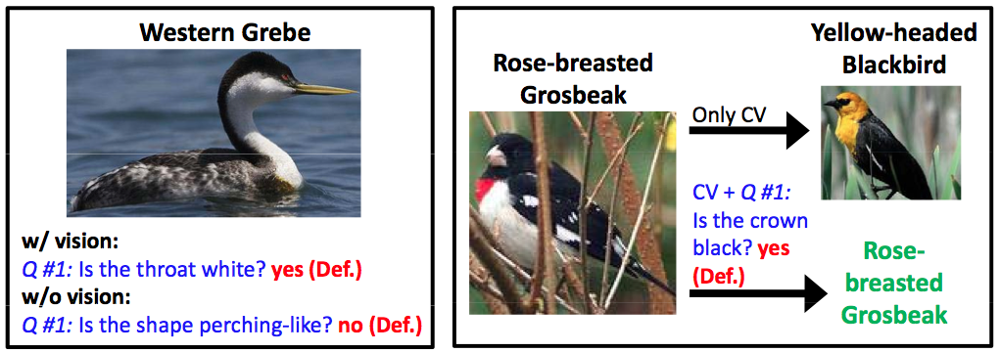 Western Grebe
w/ vision:
Q #1: Is the throat white? yes (Def.)
w/o vision:
Q #1: Is the shape perching-like? no (Def.)
Rose-breasted
Grosbeak
Only CV
Yellow-headed
Blackbird
CV + Q #1:
Is the crown
black? yes
(Def.)
Rose-
breasted
Grosbeak